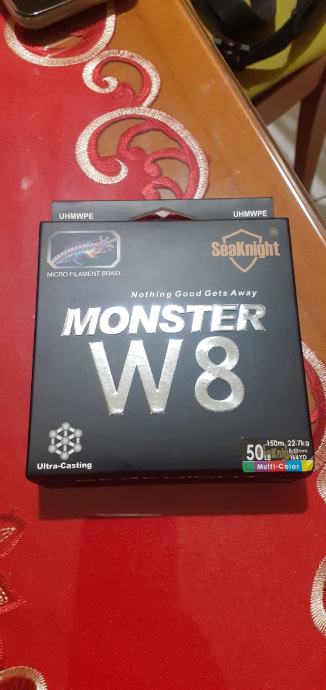 UHMWPE UHMWPE
MICRO FILAMENT BRAID
SeaKnight®
Nothing Good Gets Away
MONSTER
W8
Ultra-Casting
150m 22.7kg
50LB
164YD
Multi-Color